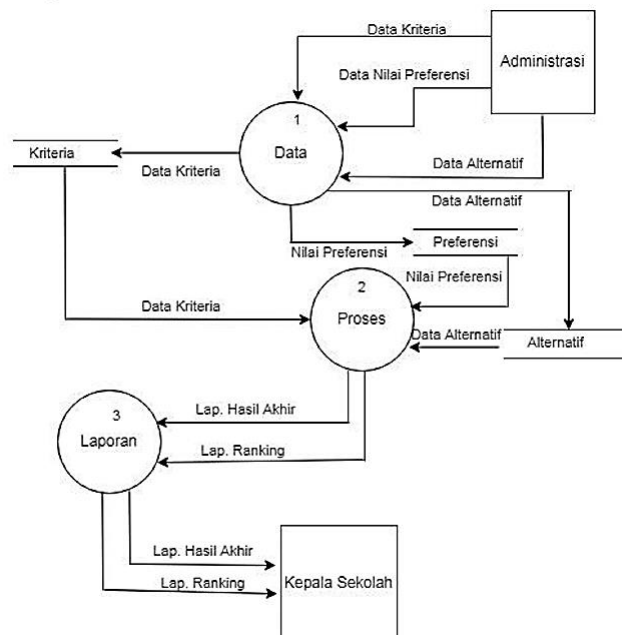 Data Kriteria
Administrasi
Data Nilai Preferensi
1
Data
Kriteria
Data Kriteria
Data Alternatif
Data Alternatif
Nilai Preferensi
Preferensi
Nilai Preferensi
2
Proses
Data Kriteria
Data Alternatif
Alternatif
Lap. Hasil Akhir
3
Laporan
Lap. Ranking
Lap. Hasil Akhir
Lap. Ranking
Kepala Sekolah